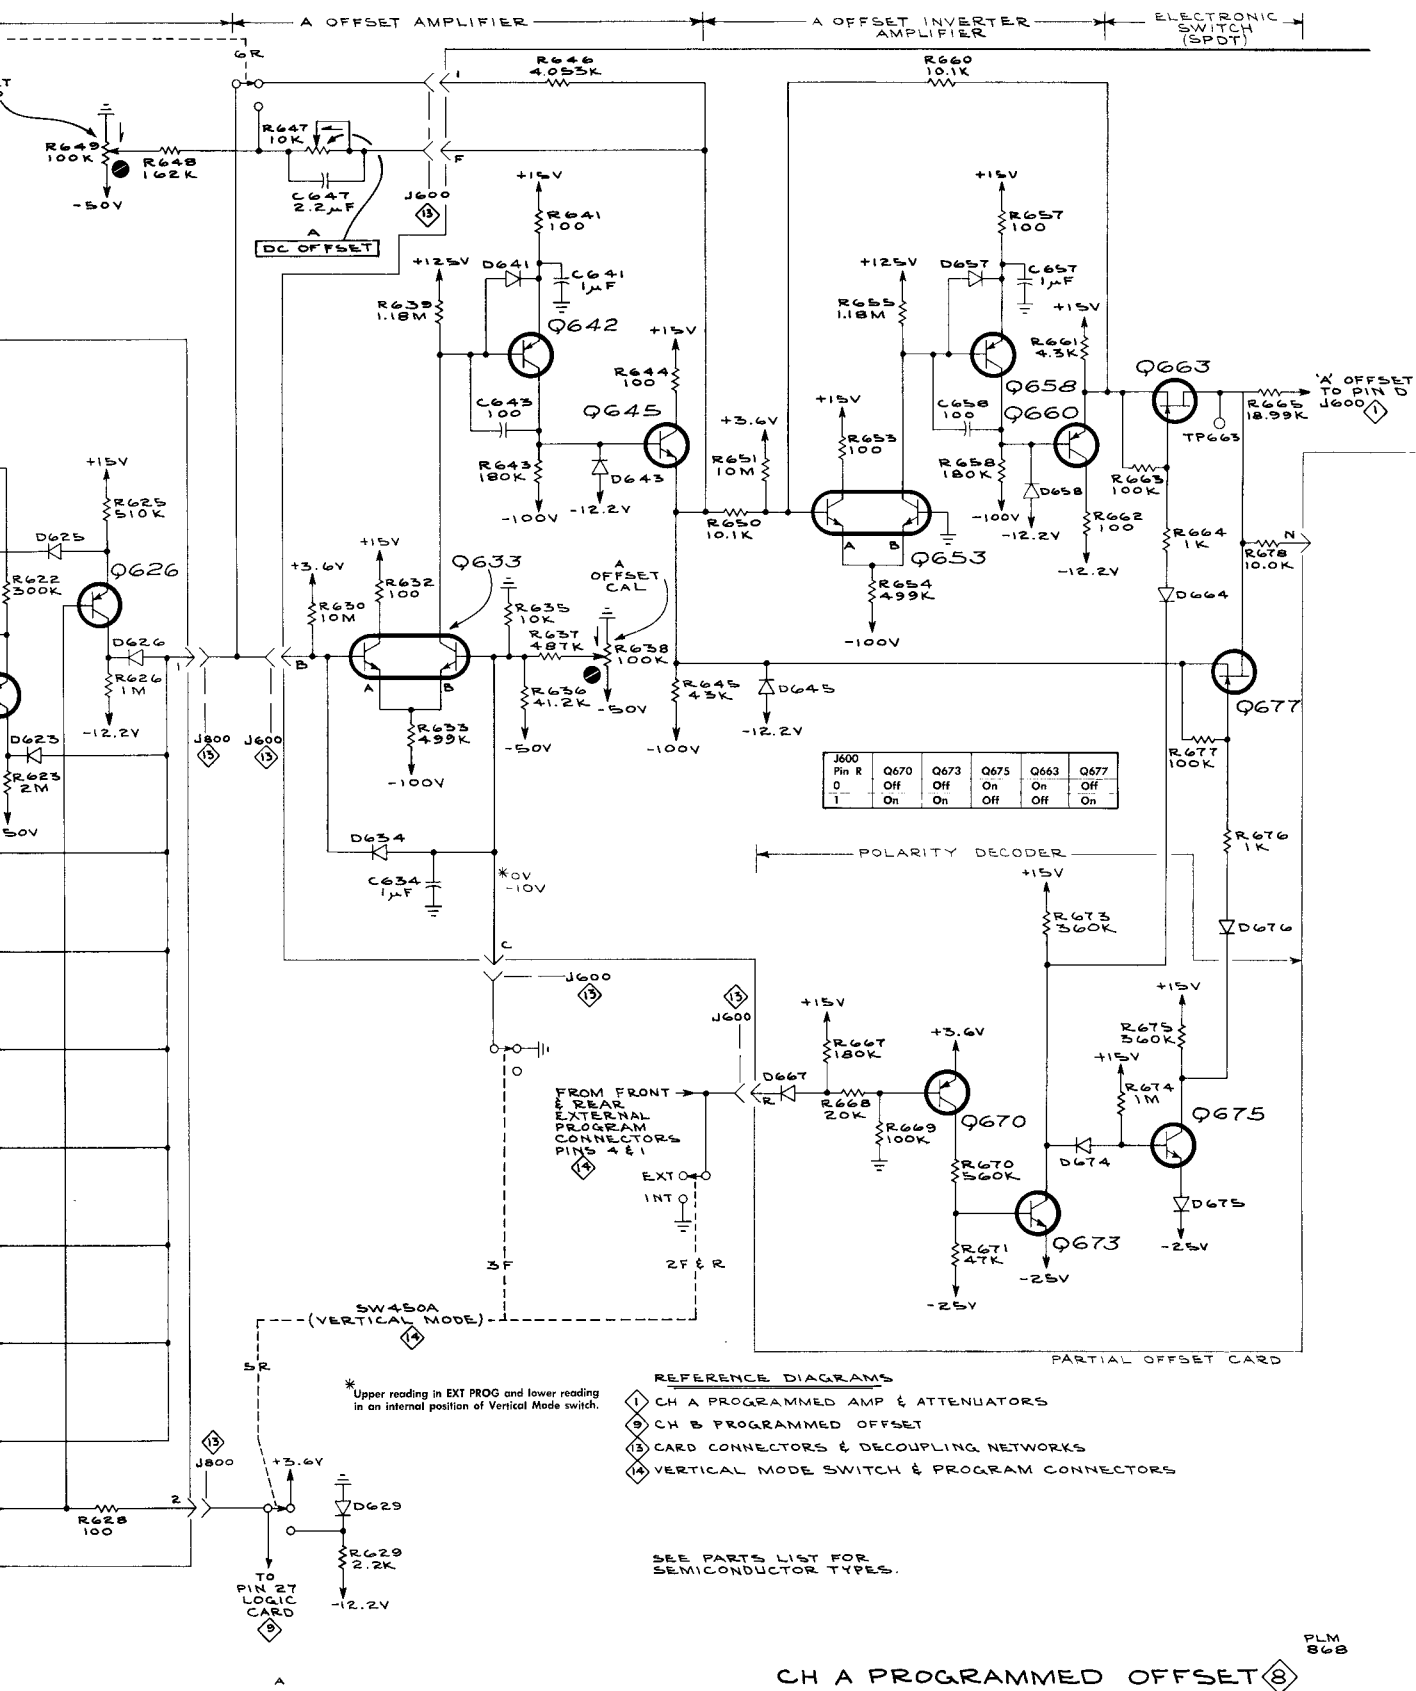 A OFFSET AMPLIFIER
A OFFSET INVERTER
AMPLIFIER
ELECTRONIC
SWITCH
(SPDT)
6R
R646
4.053K
1
R660
10.1K
R649
100K
-50V
R648
162K
R647
10K
C647
2.2µF
A
DC OFFSET
F
J600
13
+15V
R641
100
+125V
D641
C641
1µF
R639
1.18M
Q642
+15V
R644
100
C643
100
Q645
R643
180K
-100V
D643
-12.2V
+15V
R657
100
+125V
D657
C657
1µF
R655
1.18M
+15V
R661
4.3K
Q658
Q660
Q663
'A' OFFSET
TO PIN D
J600
1
R665
18.99K
TP663
+15V
C658
100
+3.6V
R651
10M
R653
100
R658
180K
-100V
D658
-12.2V
R663
100K
R662
100
-12.2V
R650
10.1K
A
B
Q653
R654
499K
-100V
R664
1K
D664
N
R678
10.0K
+15V
R625
510K
D625
Q626
R622
300K
D626
R626
1M
-12.2V
D623
R623
2M
50V
1
J800
13
J600
13
+3.6V
R630
10M
B
+15V
R632
100
Q633
A
B
R633
499K
-100V
R635
10K
R637
487K
R636
41.2K
-50V
A
OFFSET
CAL
R638
100K
-50V
R645
43K
-100V
D645
-12.2V
Q677
R677
100K
J600
Pin R Q670 Q673 Q675 Q663 Q677
0 Off Off On On Off
1 On On Off Off On
D634
C634
1µF
*0V
-10V
C
J600
13
R676
1K
POLARITY DECODER
+15V
R673
360K
D676
13
J600
+15V
R667
180K
+3.6V
+15V
R675
360K
+15V
R674
1M
FROM FRONT
& REAR
EXTERNAL
PROGRAM
CONNECTORS
PINS 4 & 1
14
R
D667
R668
20K
R669
100K
Q670
Q675
D674
EXT
INT
R670
560K
D675
-25V
Q673
-25V
R671
47K
-25V
3F
2F & R
SW450A
(VERTICAL MODE)
14
5R
PARTIAL OFFSET CARD
*Upper reading in EXT PROG and lower reading
in an internal position of Vertical Mode switch.
REFERENCE DIAGRAMS
1 CH A PROGRAMMED AMP & ATTENUATORS
9 CH B PROGRAMMED OFFSET
13 CARD CONNECTORS & DECOUPLING NETWORKS
14 VERTICAL MODE SWITCH & PROGRAM CONNECTORS
13
J800
+3.6V
2
R628
100
D629
R629
2.2K
-12.2V
TO
PIN 27
LOGIC
CARD
9
SEE PARTS LIST FOR
SEMICONDUCTOR TYPES.
PLM
868
A
CH A PROGRAMMED OFFSET 8